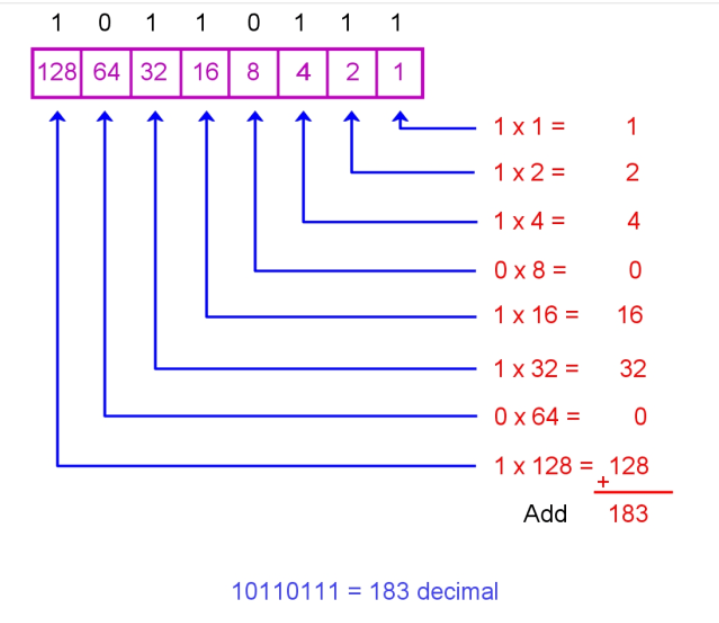 1 0 1 1 0 1 1 1
128 64 32 16 8 4 2 1
1 x 1 = 1
1 x 2 = 2
1 x 4 = 4
0 x 8 = 0
1 x 16 = 16
1 x 32 = 32
0 x 64 = 0
1 x 128 = 128
+
Add 183
10110111 = 183 decimal